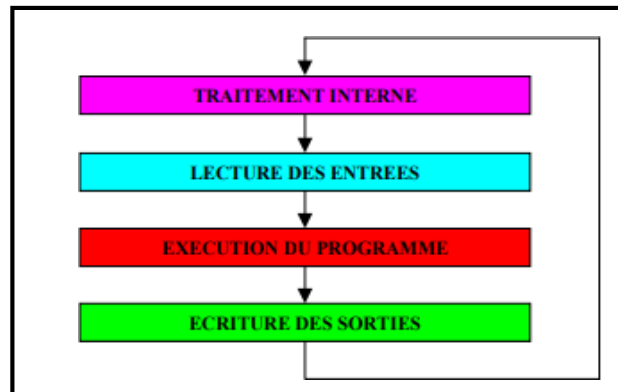 TRAITEMENT INTERNE
LECTURE DES ENTREES
EXECUTION DU PROGRAMME
ECRITURE DES SORTIES